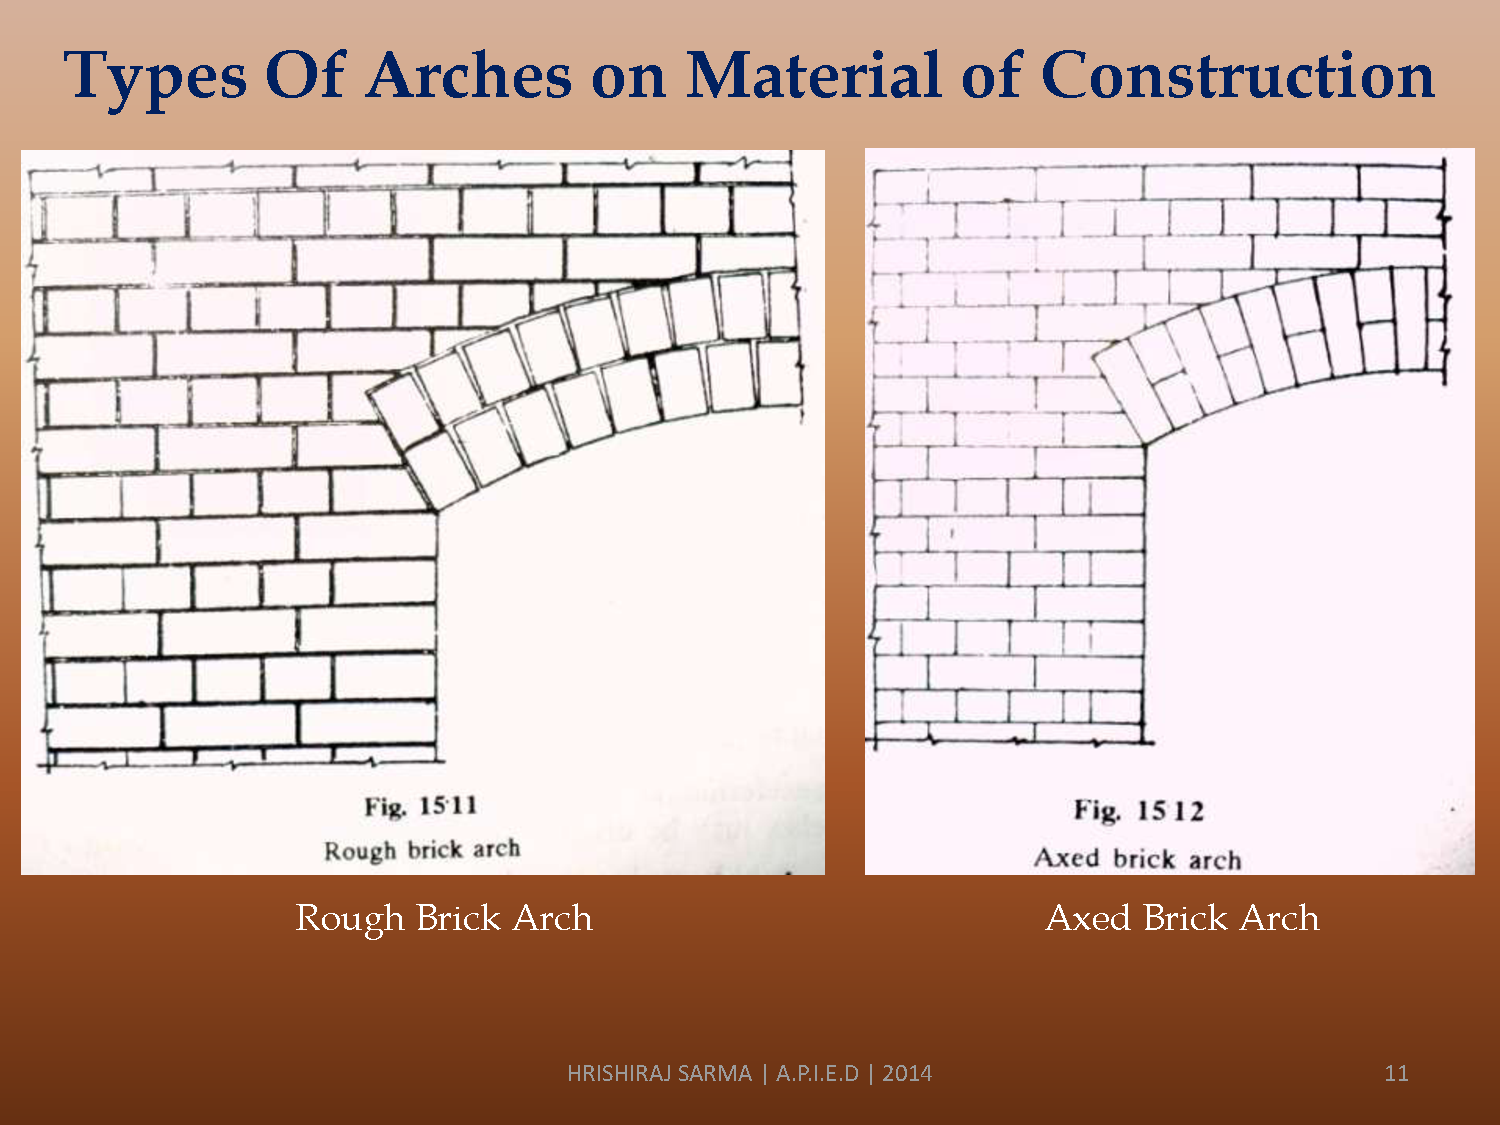 Types Of Arches on Material of Construction
Fig. 15·11
Rough brick arch
Fig. 15 12
Axed brick arch
Rough Brick Arch
Axed Brick Arch
HRISHIRAJ SARMA | A.P.I.E.D | 2014
11